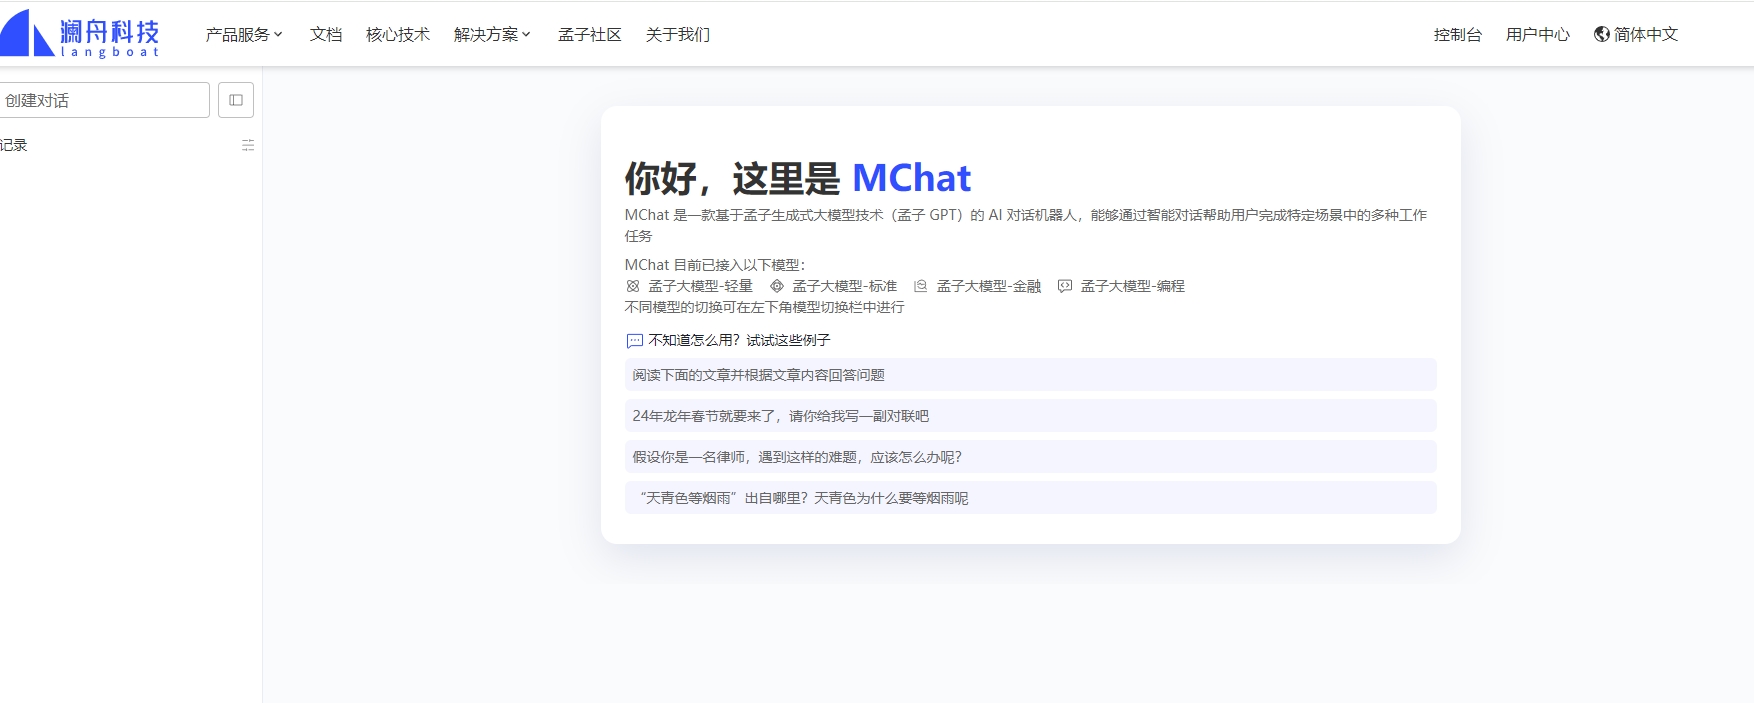 澜舟科技
langboat
产品服务 文档 核心技术 解决方案 孟子社区 关于我们 控制台 用户中心 简体中文
创建对话
记录
你好，这里是 MChat
MChat 是一款基于孟子生成式大模型技术（孟子 GPT）的 AI 对话机器人，能够通过智能对话帮助用户完成特定场景中的多种工作
任务
MChat 目前已接入以下模型：
孟子大模型-轻量 孟子大模型-标准 孟子大模型-金融 孟子大模型-编程
不同模型的切换可在左下角模型切换栏中进行
不知道怎么用？试试这些例子
阅读下面的文章并根据文章内容回答问题
24年龙年春节就要来了，请你给我写一副对联吧
假设你是一名律师，遇到这样的难题，应该怎么办呢？
“天青色等烟雨”出自哪里？天青色为什么要等烟雨呢